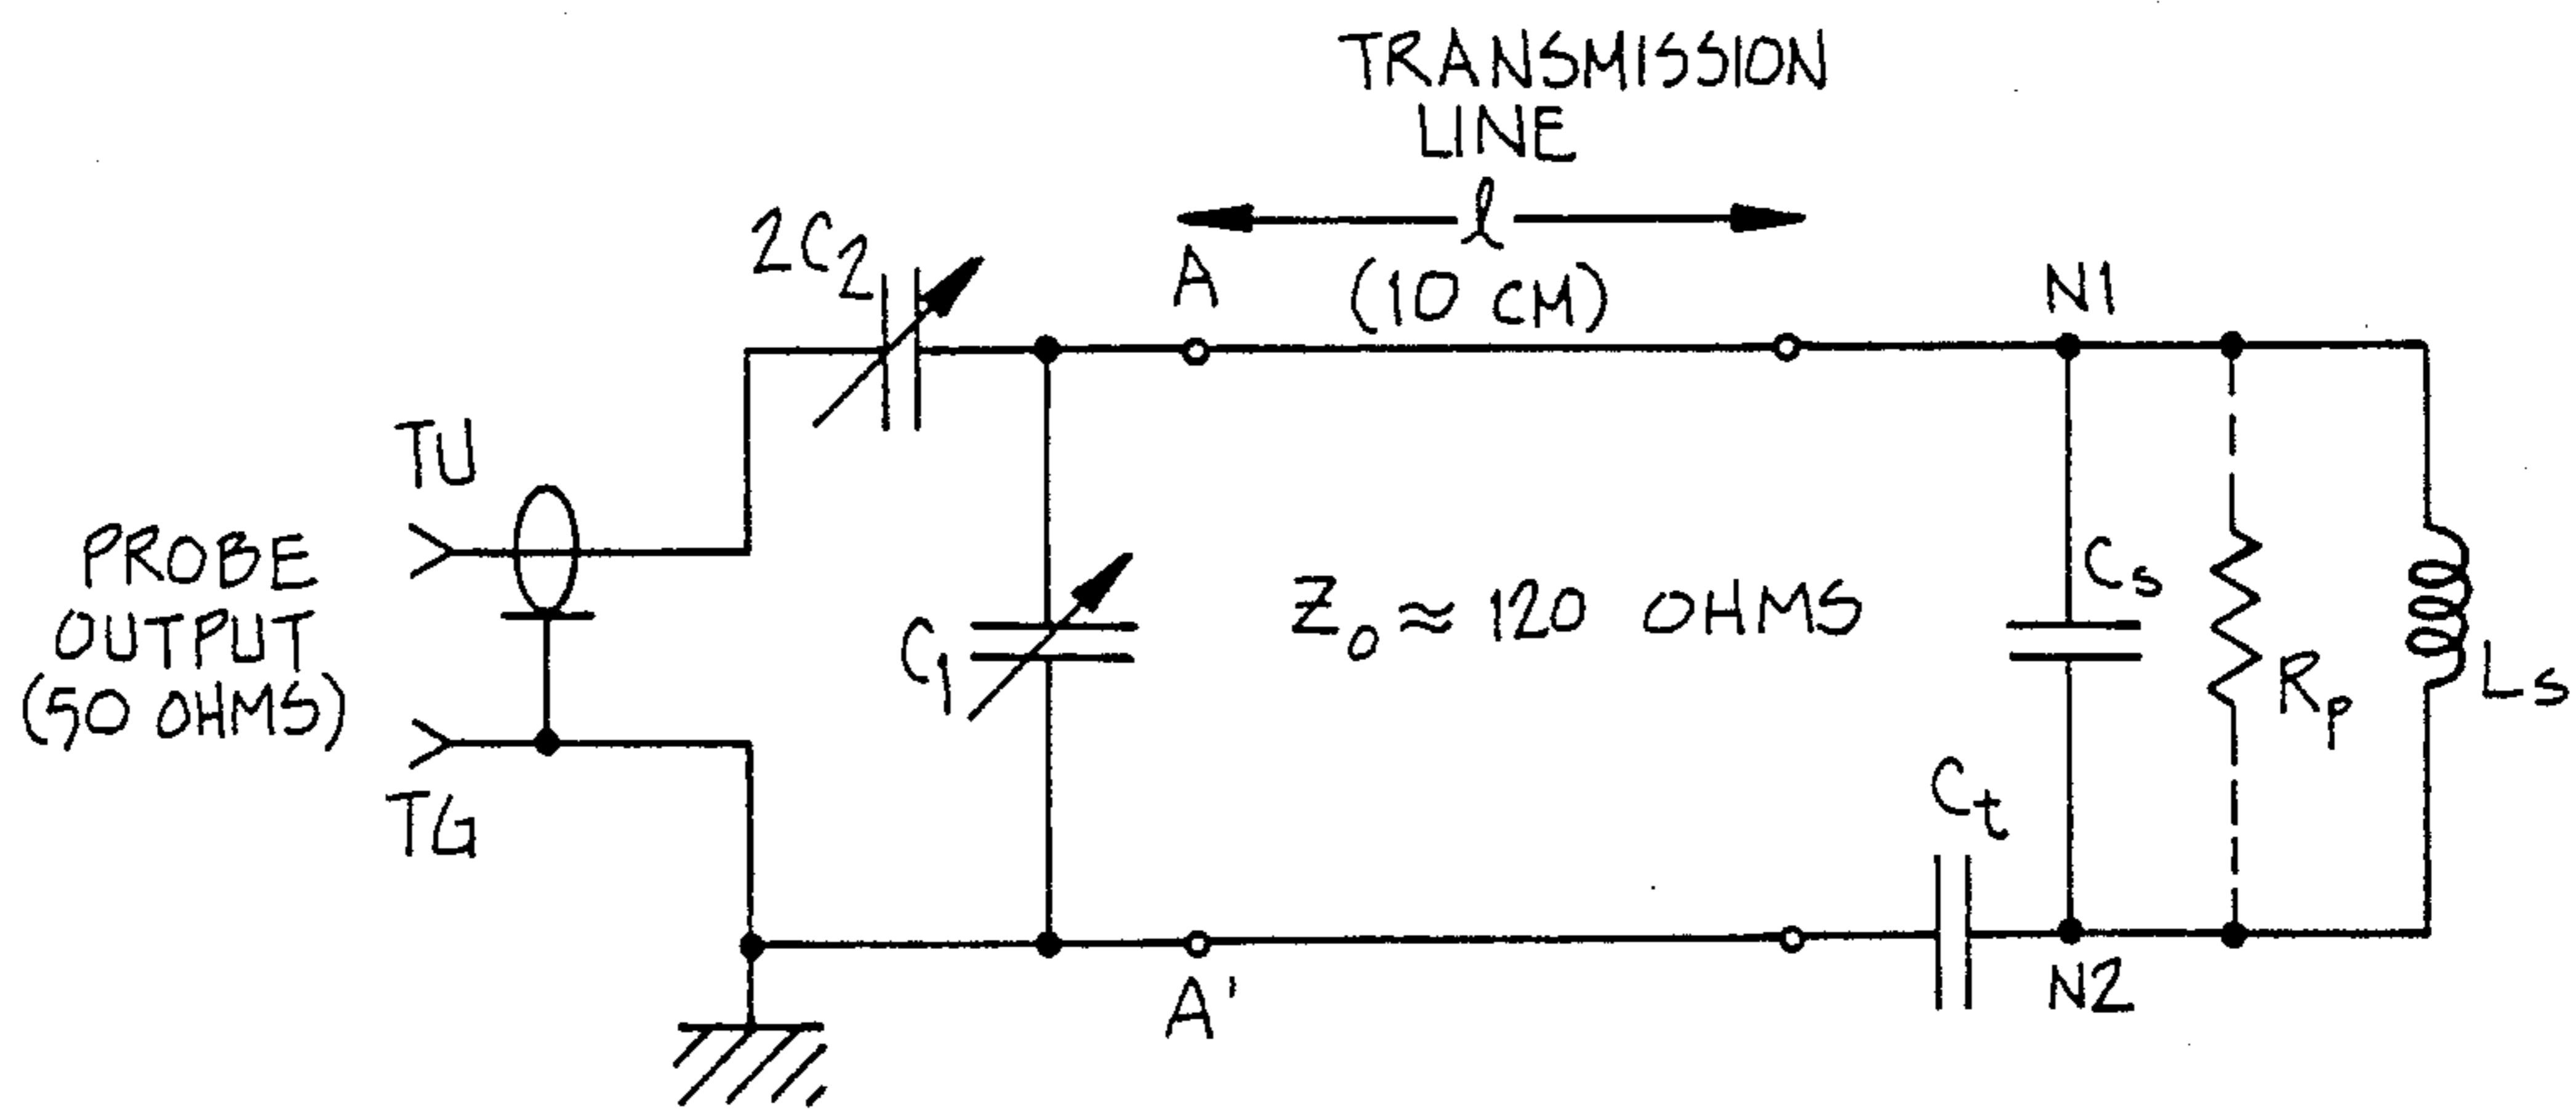 TRANSMISSION
LINE
ℓ
(10 CM)
2C2
A
N1
TU
PROBE
OUTPUT
(50 OHMS)
TG
C1
Z0 ≈ 120 OHMS
Cs
Rp
Ls
Ct
A'
N2